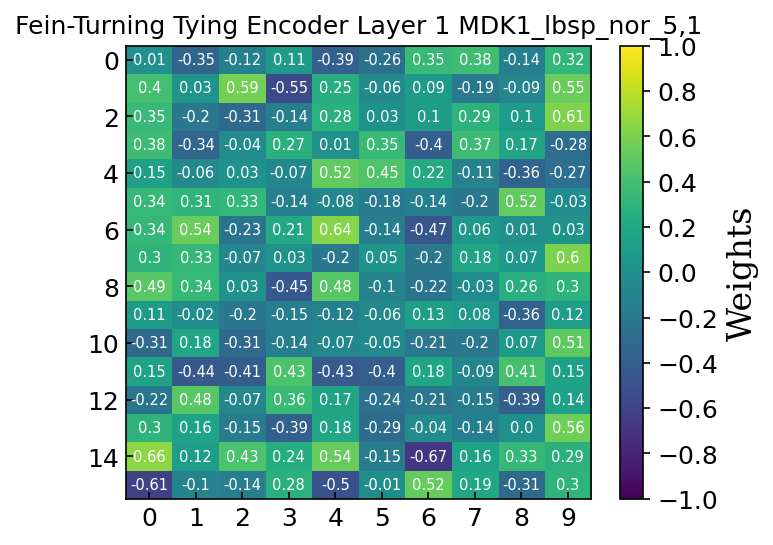 Fein-Turning Tying Encoder Layer 1 MDK1_lbsp_nor_5,1
0 0.01 -0.35 -0.12 0.11 -0.39 -0.26 0.35 0.38 -0.14 0.32
0.4 0.03 0.59 -0.55 0.25 -0.06 0.09 -0.19 -0.09 0.55
2 0.35 -0.2 -0.31 -0.14 0.28 0.03 0.1 0.29 0.1 0.61
0.38 -0.34 -0.04 0.27 0.01 0.35 -0.4 0.37 0.17 -0.28
4 0.15 -0.06 0.03 -0.07 0.52 0.45 0.22 -0.11 -0.36 -0.27
0.34 0.31 0.33 -0.14 -0.08 -0.18 -0.14 -0.2 0.52 -0.03
6 0.34 0.54 -0.23 0.21 0.64 -0.14 -0.47 0.06 0.01 0.03
0.3 0.33 -0.07 0.03 -0.2 0.05 -0.2 0.18 0.07 0.6
8 0.49 0.34 0.03 -0.45 0.48 -0.1 -0.22 -0.03 0.26 0.3
0.11 -0.02 -0.2 -0.15 -0.12 -0.06 0.13 0.08 -0.36 0.12
10 -0.31 0.18 -0.31 -0.14 -0.07 -0.05 -0.21 -0.2 0.07 0.51
0.15 -0.44 -0.41 0.43 -0.43 -0.4 0.18 -0.09 0.41 0.15
12 -0.22 0.48 -0.07 0.36 0.17 -0.24 -0.21 -0.15 -0.39 0.14
0.3 0.16 -0.15 -0.39 0.18 -0.29 -0.04 -0.14 0.0 0.56
14 0.66 0.12 0.43 0.24 0.54 -0.15 -0.67 0.16 0.33 0.29
-0.61 -0.1 -0.14 0.28 -0.5 -0.01 0.52 0.19 -0.31 0.3
0 1 2 3 4 5 6 7 8 9
1.0
0.8
0.6
0.4
0.2
0.0
−0.2
−0.4
−0.6
−0.8
−1.0
Weights